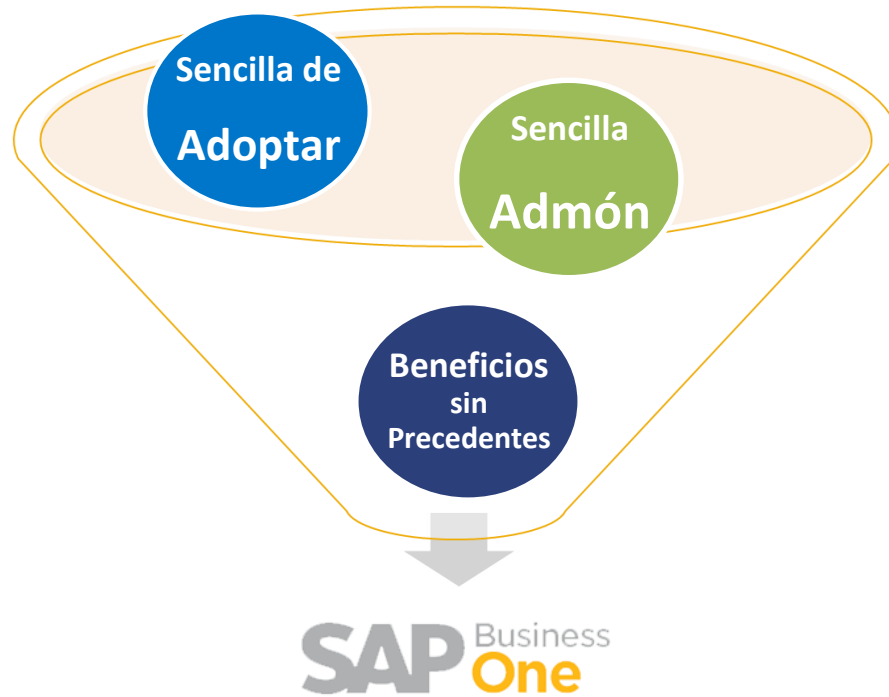 Sencilla de
Adoptar
Sencilla
Admón
Beneficios
sin
Precedentes
SAP Business
One